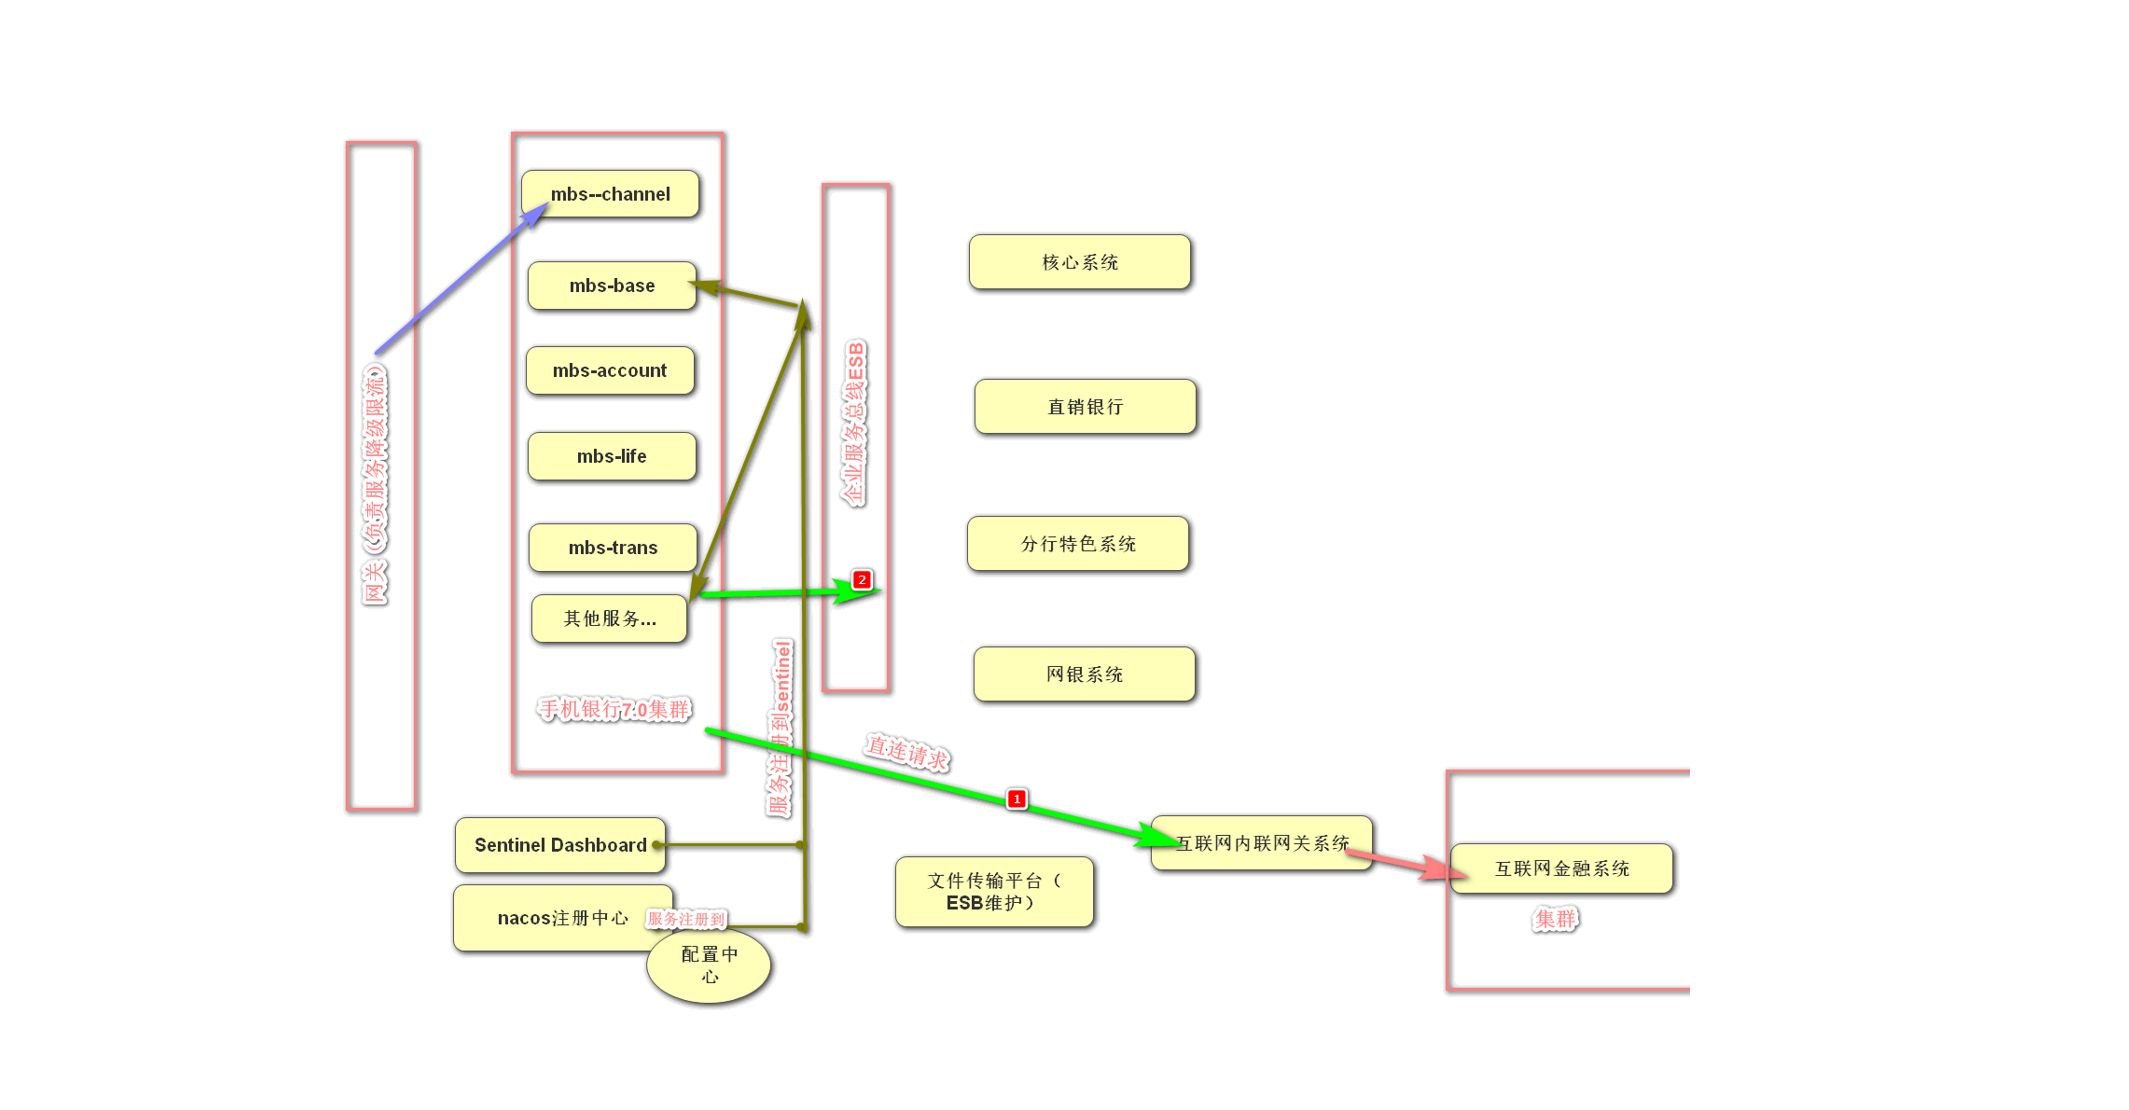 网关（负责服务降级限流）
mbs--channel
mbs-base
mbs-account
mbs-life
mbs-trans
其他服务...
手机银行7.0集群
服务注册到sentinel
企业服务总线ESB
2
核心系统
直销银行
分行特色系统
网银系统
直连请求
1
Sentinel Dashboard
nacos注册中心
服务注册到
配置中
心
文件传输平台（
ESB维护）
互联网内联网关系统
互联网金融系统
集群